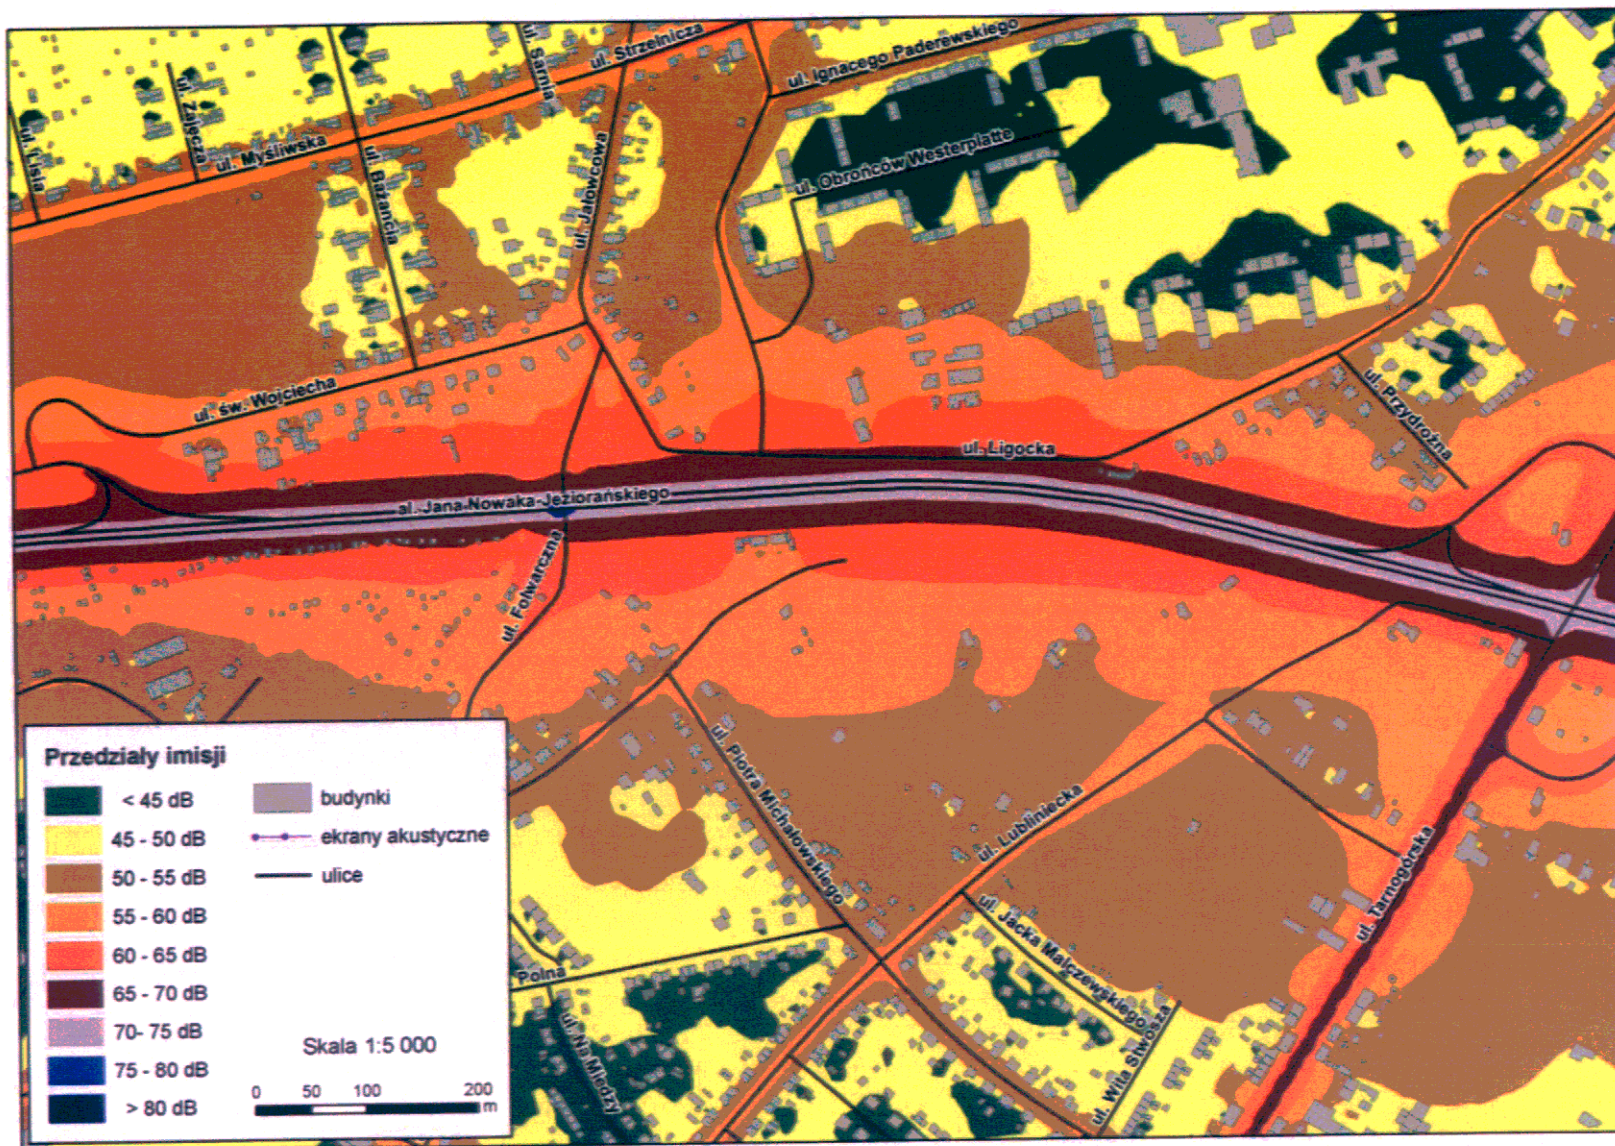 ul. Lisia
ul. Zajęcza
ul. Myśliwska
ul. Bażancia
ul. Sarnia
ul. Strzelnicza
ul. Jałowcowa
ul. Ignacego Paderewskiego
ul. Obrońców Westerplatte
ul. św. Wojciecha
ul. Ligocka
ul. Przydrożna
al. Jana Nowaka-Jeziorańskiego
ul. Folwarczna
ul. Piotra Michałowskiego
ul. Lubliniecka
ul. Tarnogórska
ul. Jacka Malczewskiego
ul. Wita Stwosza
Polna
ul. Na Miedzy
Przedziały imisji
< 45 dB
45 - 50 dB
50 - 55 dB
55 - 60 dB
60 - 65 dB
65 - 70 dB
70- 75 dB
75 - 80 dB
> 80 dB
budynki
ekrany akustyczne
ulice
Skala 1:5 000
0 50 100 200
m